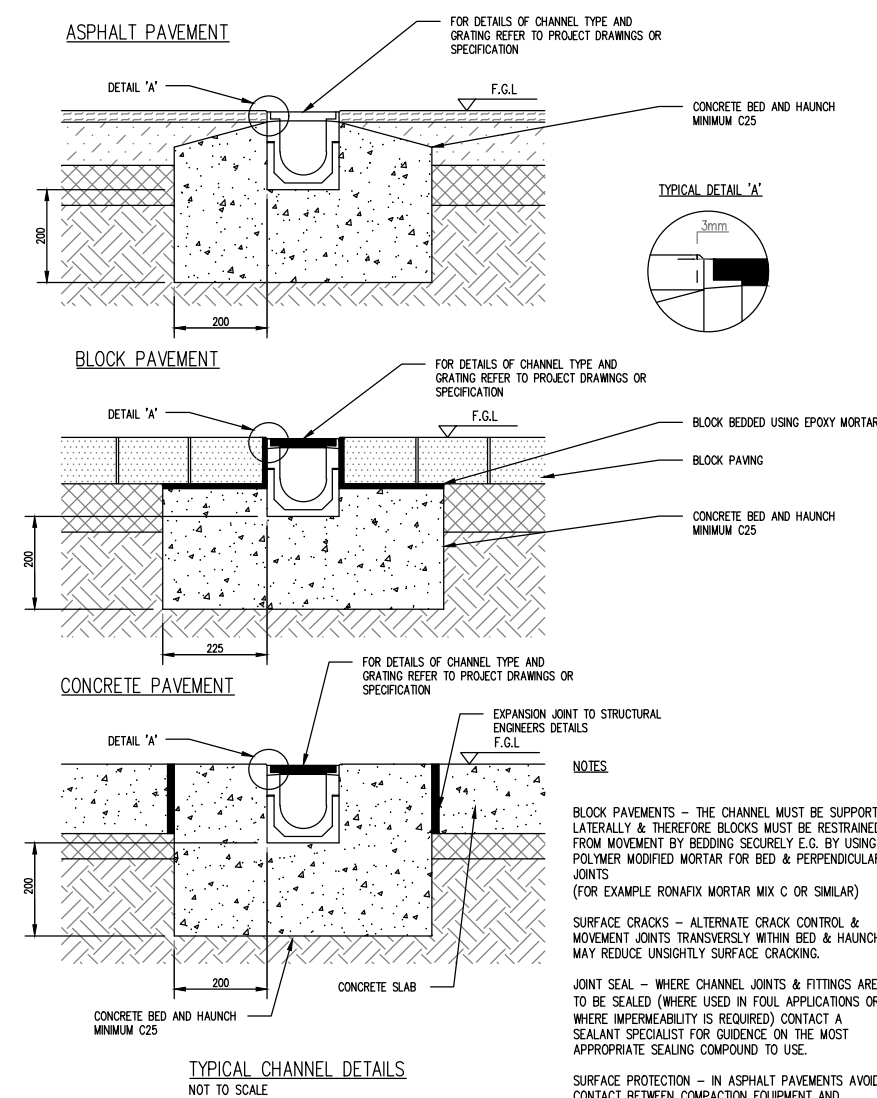 ASPHALT PAVEMENT
FOR DETAILS OF CHANNEL TYPE AND
GRATING REFER TO PROJECT DRAWINGS OR
SPECIFICATION
DETAIL 'A'
F.G.L
CONCRETE BED AND HAUNCH
MINIMUM C25
TYPICAL DETAIL 'A'
3mm
200
200
BLOCK PAVEMENT
FOR DETAILS OF CHANNEL TYPE AND
GRATING REFER TO PROJECT DRAWINGS OR
SPECIFICATION
DETAIL 'A'
F.G.L
BLOCK BEDDED USING EPOXY MORTAR
BLOCK PAVING
CONCRETE BED AND HAUNCH
MINIMUM C25
200
225
CONCRETE PAVEMENT
FOR DETAILS OF CHANNEL TYPE AND
GRATING REFER TO PROJECT DRAWINGS OR
SPECIFICATION
EXPANSION JOINT TO STRUCTURAL
ENGINEERS DETAILS
F.G.L
DETAIL 'A'
200
200
CONCRETE SLAB
CONCRETE BED AND HAUNCH
MINIMUM C25
TYPICAL CHANNEL DETAILS
NOT TO SCALE
NOTES
BLOCK PAVEMENTS – THE CHANNEL MUST BE SUPPORT
LATERALLY & THEREFORE BLOCKS MUST BE RESTRAINED
FROM MOVEMENT BY BEDDING SECURELY E.G. BY USING
POLYMER MODIFIED MORTAR FOR BED & PERPENDICULAR
JOINTS
(FOR EXAMPLE RONAFIX MORTAR MIX C OR SIMILAR)
SURFACE CRACKS – ALTERNATE CRACK CONTROL &
MOVEMENT JOINTS TRANSVERSLY WITHIN BED & HAUNCH
MAY REDUCE UNSIGHTLY SURFACE CRACKING.
JOINT SEAL – WHERE CHANNEL JOINTS & FITTINGS ARE
TO BE SEALED (WHERE USED IN FOUL APPLICATIONS OR
WHERE IMPERMEABILITY IS REQUIRED) CONTACT A
SEALANT SPECIALIST FOR GUIDENCE ON THE MOST
APPROPRIATE SEALING COMPOUND TO USE.
SURFACE PROTECTION – IN ASPHALT PAVEMENTS AVOID
CONTACT BETWEEN COMPACTION EQUIPMENT AND